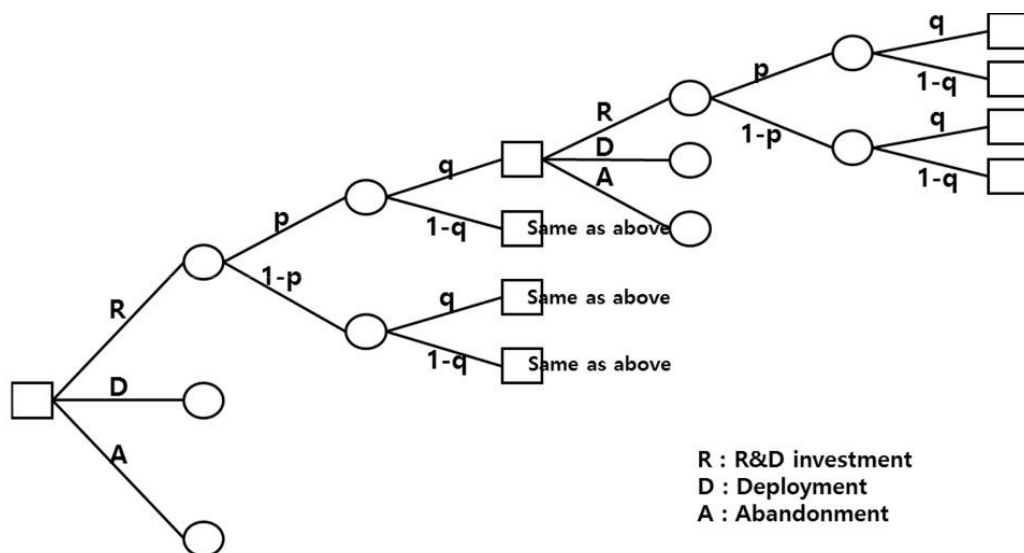 q
p
1-q
R
1-p
q
D
1-q
q
A
p
1-q
Same as above
1-p
R
q
Same as above
1-q
Same as above
D
A
R : R&D investment
D : Deployment
A : Abandonment